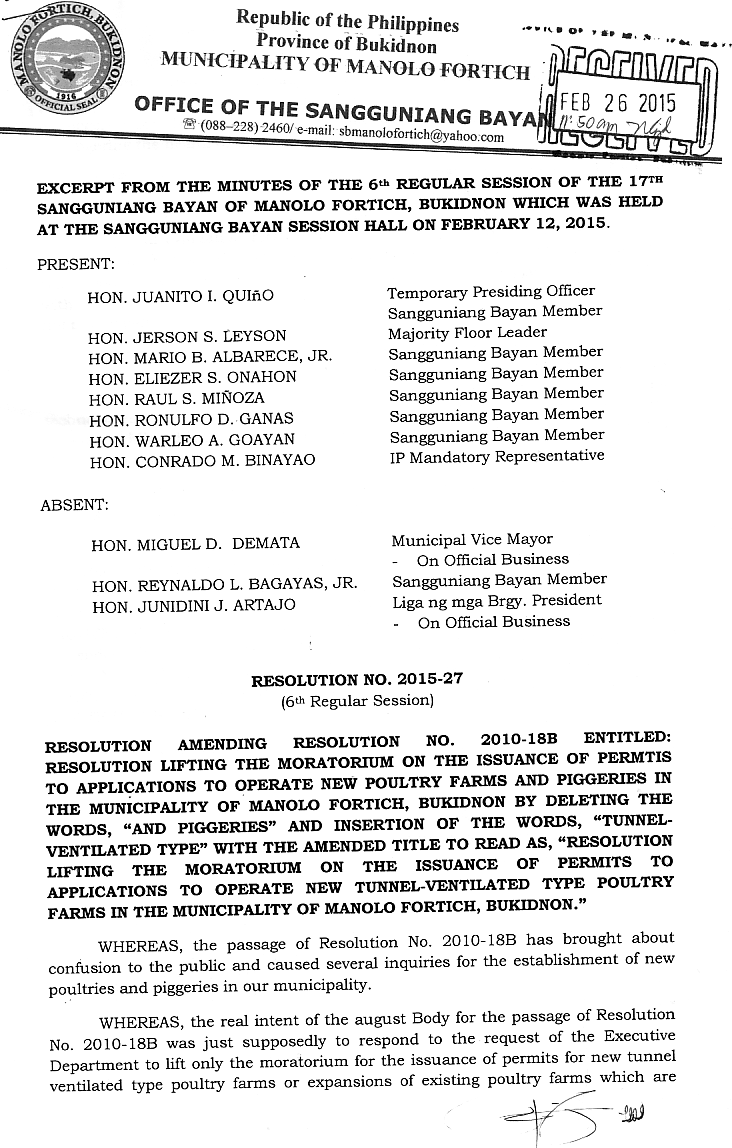 Republic of the Philippines
Province of Bukidnon
MUNICIPALITY OF MANOLO FORTICH
OFFICE OF THE SANGGUNIANG BAYAN
☏ (088-228) 2460/ e-mail: sbmanolofortich@yahoo.com
MANOLO FORTICH, BUKIDNON
1916
OFFICIAL SEAL
RECEIVED
FEB 26 2015
11:50am
EXCERPT FROM THE MINUTES OF THE 6th REGULAR SESSION OF THE 17TH
SANGGUNIANG BAYAN OF MANOLO FORTICH, BUKIDNON WHICH WAS HELD
AT THE SANGGUNIANG BAYAN SESSION HALL ON FEBRUARY 12, 2015.
PRESENT:
HON. JUANITO I. QUIñO Temporary Presiding Officer
Sangguniang Bayan Member
HON. JERSON S. LEYSON Majority Floor Leader
HON. MARIO B. ALBARECE, JR. Sangguniang Bayan Member
HON. ELIEZER S. ONAHON Sangguniang Bayan Member
HON. RAUL S. MIÑOZA Sangguniang Bayan Member
HON. RONULFO D. GANAS Sangguniang Bayan Member
HON. WARLEO A. GOAYAN Sangguniang Bayan Member
HON. CONRADO M. BINAYAO IP Mandatory Representative
ABSENT:
HON. MIGUEL D. DEMATA Municipal Vice Mayor
- On Official Business
HON. REYNALDO L. BAGAYAS, JR. Sangguniang Bayan Member
HON. JUNIDINI J. ARTAJO Liga ng mga Brgy. President
- On Official Business
RESOLUTION NO. 2015-27
(6th Regular Session)
RESOLUTION AMENDING RESOLUTION NO. 2010-18B ENTITLED:
RESOLUTION LIFTING THE MORATORIUM ON THE ISSUANCE OF PERMTIS
TO APPLICATIONS TO OPERATE NEW POULTRY FARMS AND PIGGERIES IN
THE MUNICIPALITY OF MANOLO FORTICH, BUKIDNON BY DELETING THE
WORDS, “AND PIGGERIES” AND INSERTION OF THE WORDS, “TUNNEL-
VENTILATED TYPE” WITH THE AMENDED TITLE TO READ AS, “RESOLUTION
LIFTING THE MORATORIUM ON THE ISSUANCE OF PERMITS TO
APPLICATIONS TO OPERATE NEW TUNNEL-VENTILATED TYPE POULTRY
FARMS IN THE MUNICIPALITY OF MANOLO FORTICH, BUKIDNON.”
WHEREAS, the passage of Resolution No. 2010-18B has brought about
confusion to the public and caused several inquiries for the establishment of new
poultries and piggeries in our municipality.
WHEREAS, the real intent of the august Body for the passage of Resolution
No. 2010-18B was just supposedly to respond to the request of the Executive
Department to lift only the moratorium for the issuance of permits for new tunnel
ventilated type poultry farms or expansions of existing poultry farms which are